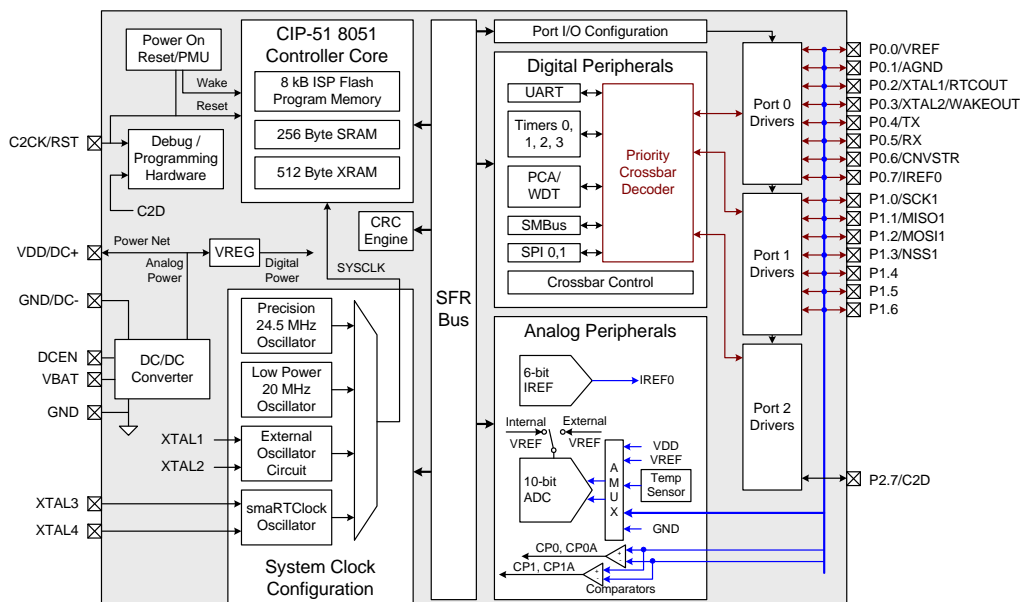 Power On
Reset/PMU
Wake
Reset
C2CK/RST
Debug /
Programming
Hardware
C2D
CIP-51 8051
Controller Core
8 kB ISP Flash
Program Memory
256 Byte SRAM
512 Byte XRAM
CRC
Engine
VDD/DC+
Power Net
Analog
Power
VREG
Digital
Power
SYSCLK
GND/DC-
DCEN
VBAT
GND
DC/DC
Converter
XTAL1
XTAL2
XTAL3
XTAL4
Precision
24.5 MHz
Oscillator
Low Power
20 MHz
Oscillator
External
Oscillator
Circuit
smaRTClock
Oscillator
System Clock
Configuration
SFR
Bus
Port I/O Configuration
Digital Peripherals
UART
Timers 0,
1, 2, 3
PCA/
WDT
SMBus
SPI 0,1
Priority
Crossbar
Decoder
Crossbar Control
Analog Peripherals
6-bit
IREF
IREF0
Internal
VREF
External
VREF
10-bit
ADC
A
M
U
X
VDD
VREF
Temp
Sensor
GND
CP0, CP0A
+
-
CP1, CP1A
+
-
Comparators
Port 0
Drivers
Port 1
Drivers
Port 2
Drivers
P0.0/VREF
P0.1/AGND
P0.2/XTAL1/RTCOUT
P0.3/XTAL2/WAKEOUT
P0.4/TX
P0.5/RX
P0.6/CNVSTR
P0.7/IREF0
P1.0/SCK1
P1.1/MISO1
P1.2/MOSI1
P1.3/NSS1
P1.4
P1.5
P1.6
P2.7/C2D